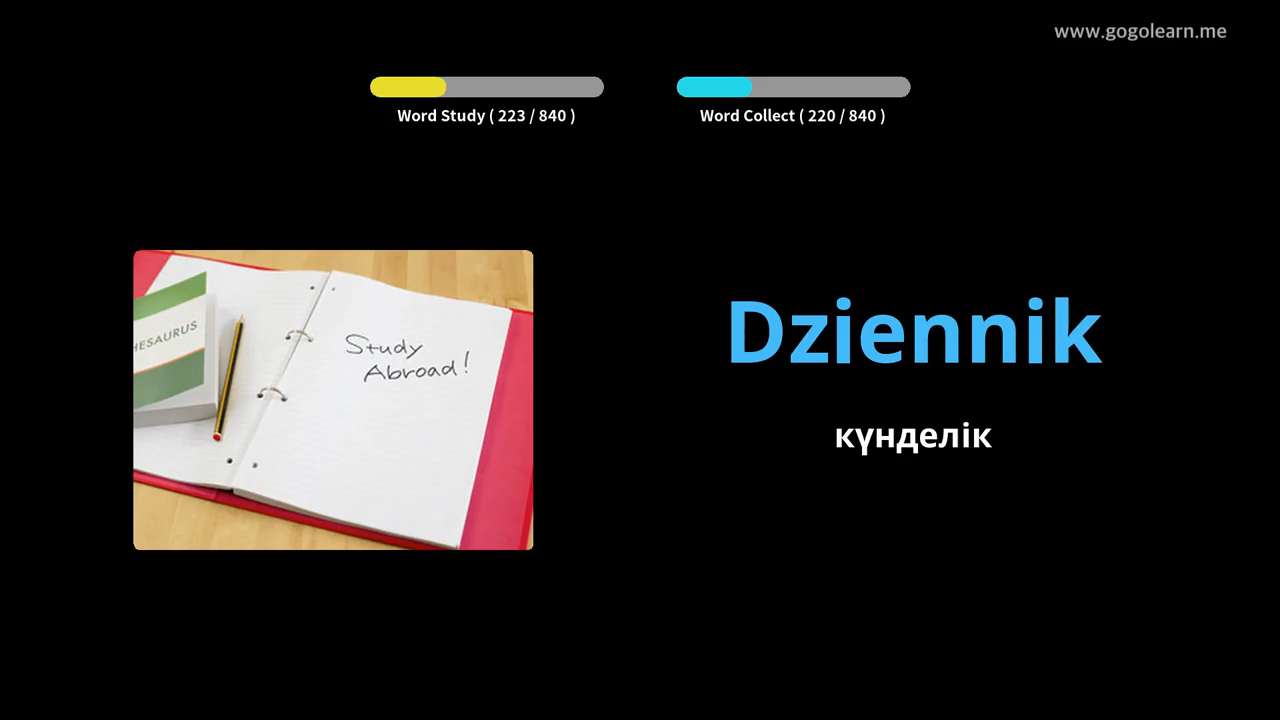 www.gogolearn.me
Word Study ( 223 / 840 )
Word Collect ( 220 / 840 )
HESAURUS
Study
Abroad!
Dziennik
күнделік